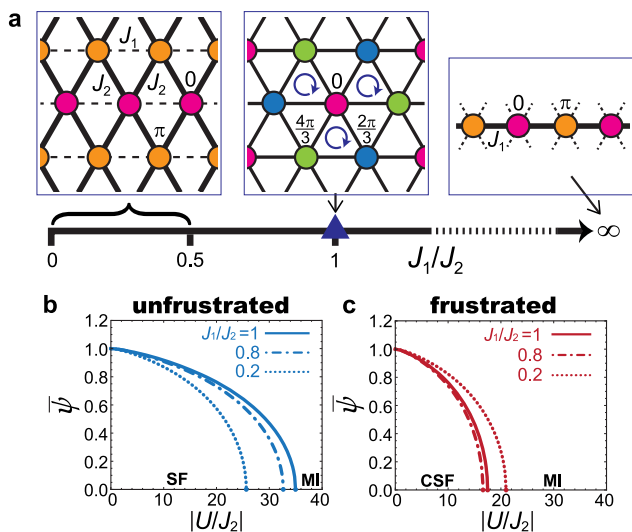 a
J₁
J₂ J₂ 0
π
0
4π/3 2π/3
0 π
J₁
0 0.5 1 J₁/J₂ ∞
b unfrustrated
J₁/J₂=1
0.8
0.2
ψ̄
1.2
1.0
0.8
0.6
0.4
0.2
0.0
SF MI
0 10 20 30 40
|U/J₂|
c frustrated
J₁/J₂=1
0.8
0.2
ψ̄
1.2
1.0
0.8
0.6
0.4
0.2
0.0
CSF MI
0 10 20 30 40
|U/J₂|